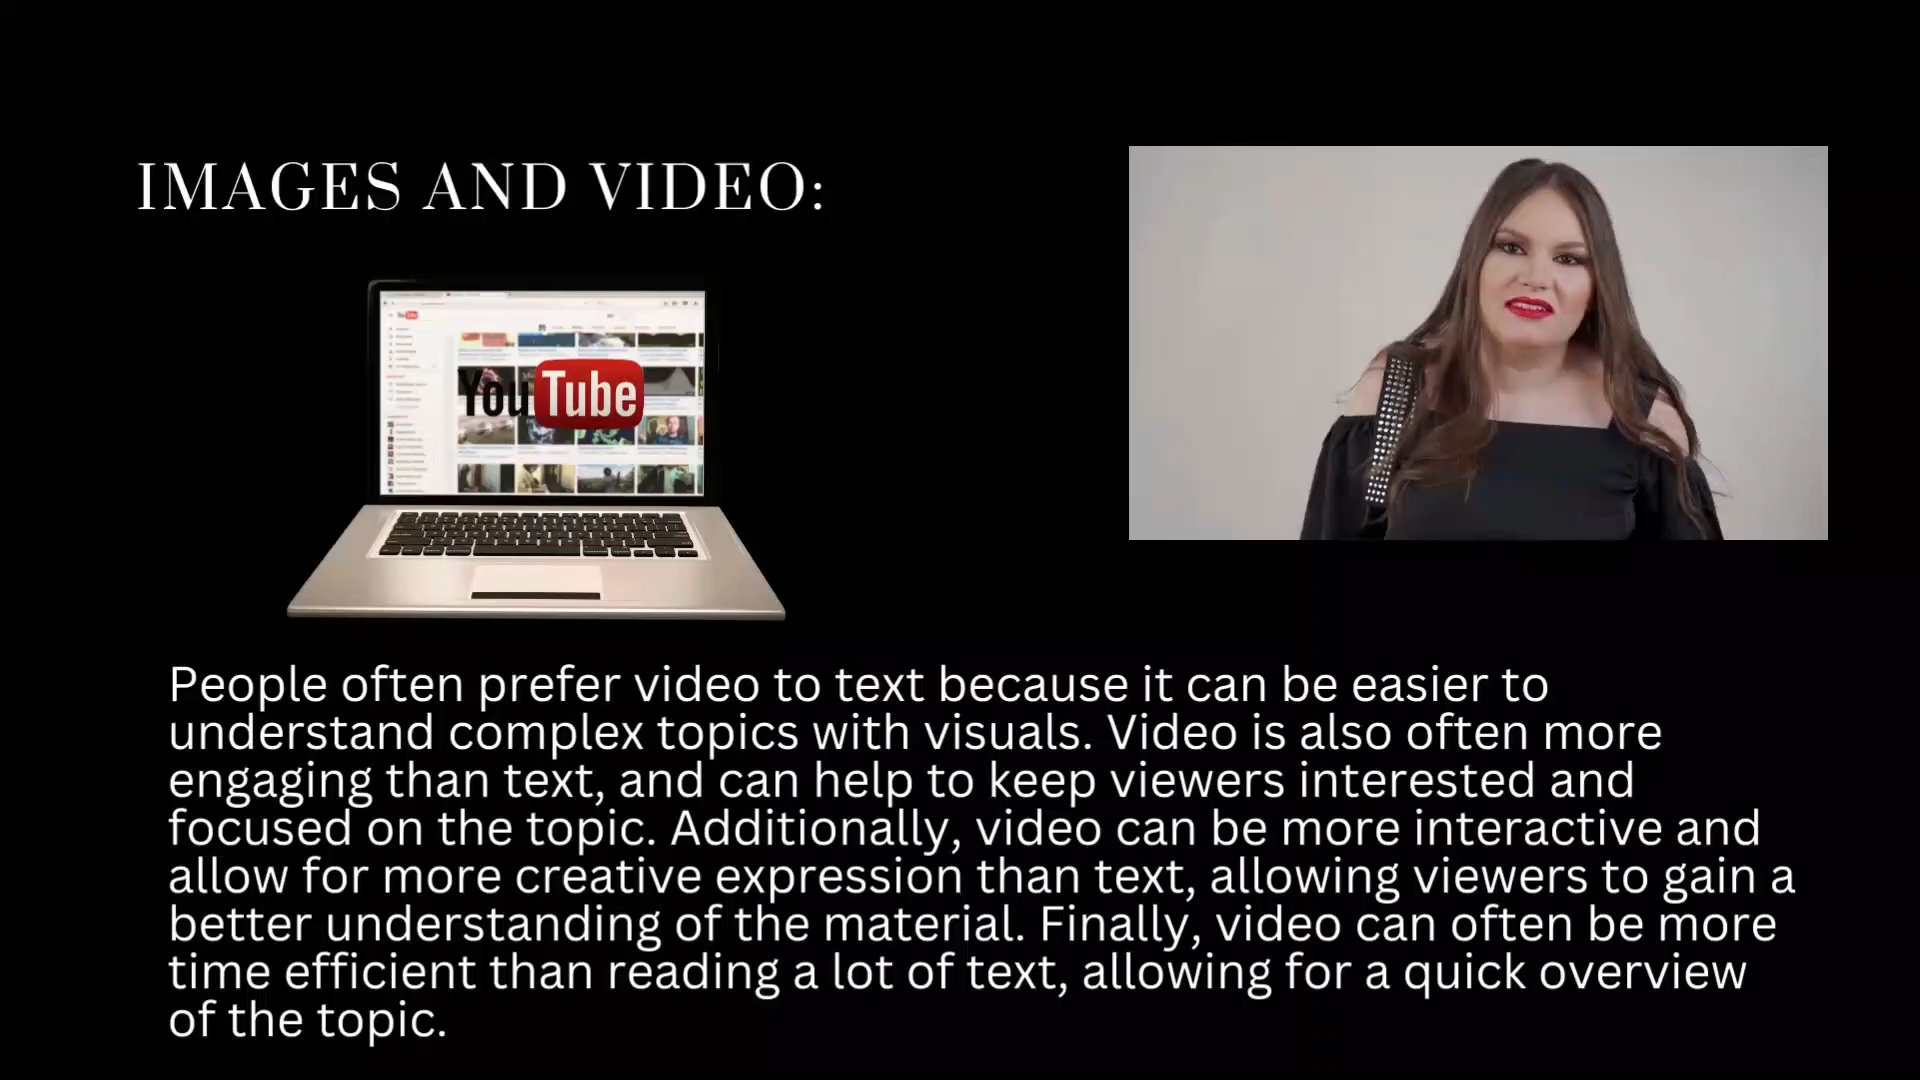 IMAGES AND VIDEO:
YouTube
People often prefer video to text because it can be easier to
understand complex topics with visuals. Video is also often more
engaging than text, and can help to keep viewers interested and
focused on the topic. Additionally, video can be more interactive and
allow for more creative expression than text, allowing viewers to gain a
better understanding of the material. Finally, video can often be more
time efficient than reading a lot of text, allowing for a quick overview
of the topic.